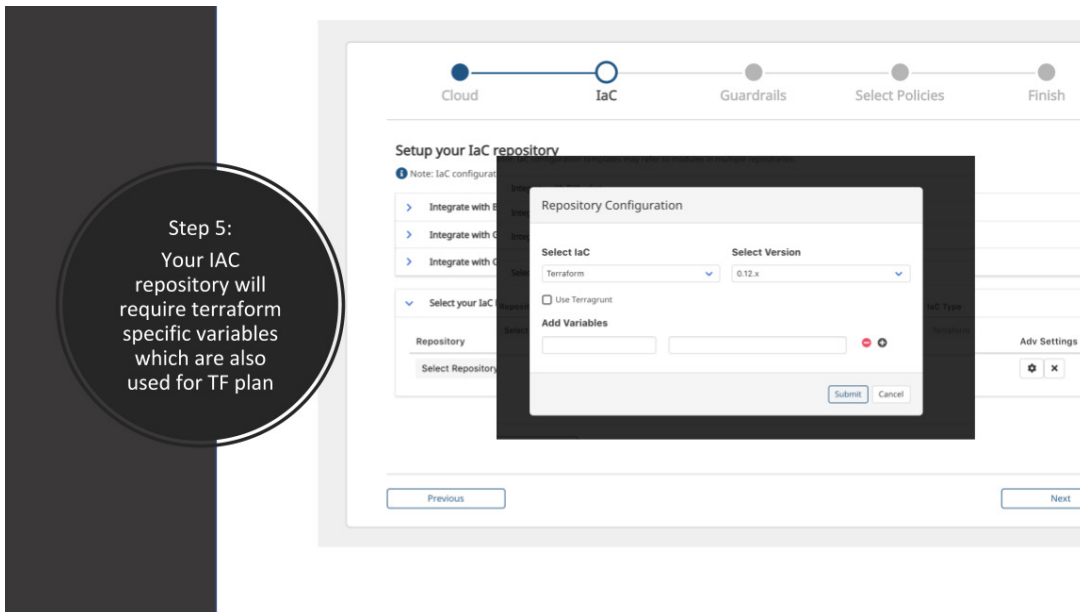 Step 5:
Your IAC
repository will
require terraform
specific variables
which are also
used for TF plan
Cloud
IaC
Guardrails
Select Policies
Finish
Setup your IaC repository
Note: IaC configurat
Integrate with B
Integrate with G
Integrate with
Select your IaC
Repository
Select Repository
Repository Configuration
Select IaC
Select Version
Terraform
0.12.x
Use Terragrunt
Add Variables
Submit
Cancel
IaC Type
Terraform
Adv Settings
Previous
Next